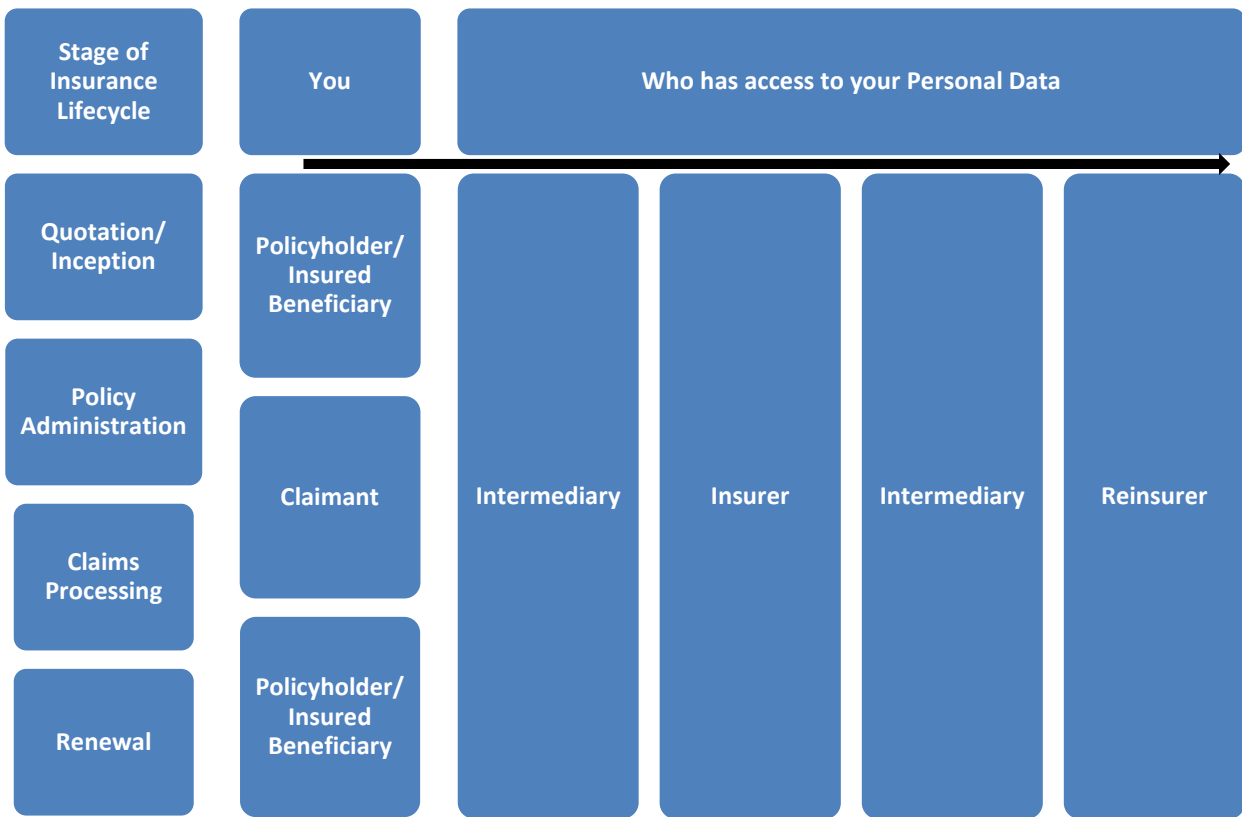 Stage of
Insurance
Lifecycle
You
Who has access to your Personal Data
Quotation/
Inception
Policy
Administration
Claims
Processing
Renewal
Policyholder/
Insured
Beneficiary
Claimant
Policyholder/
Insured
Beneficiary
Intermediary
Insurer
Intermediary
Reinsurer